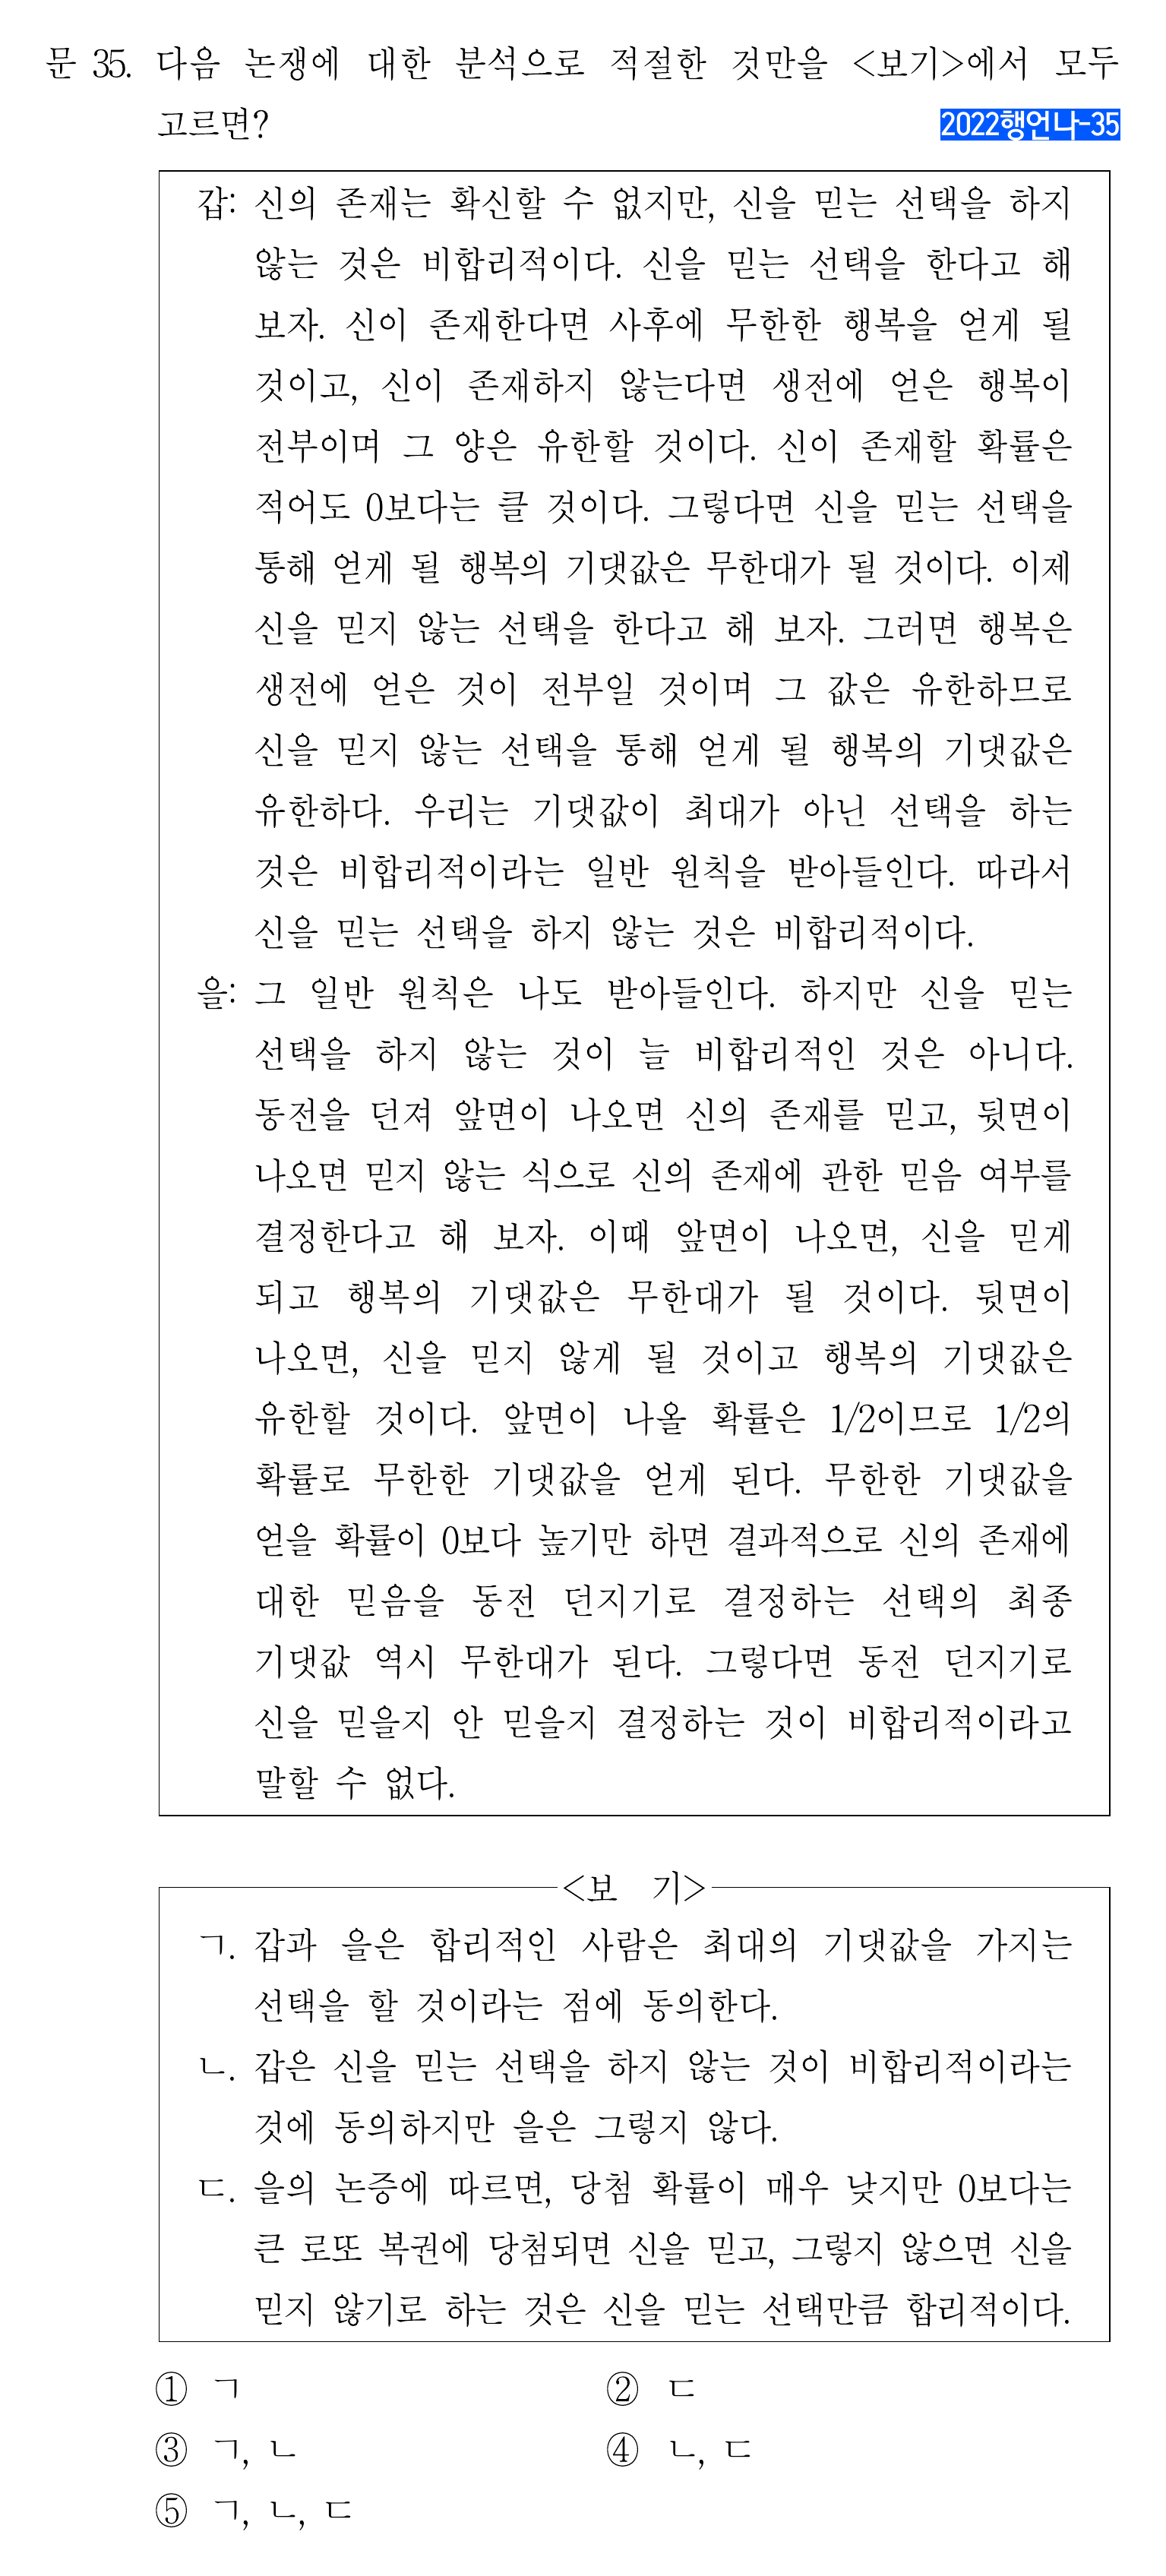 문 35. 다음 논쟁에 대한 분석으로 적절한 것만을 <보기>에서 모두
고르면?
2022행언나-35
갑: 신의 존재는 확신할 수 없지만, 신을 믿는 선택을 하지
않는 것은 비합리적이다. 신을 믿는 선택을 한다고 해
보자. 신이 존재한다면 사후에 무한한 행복을 얻게 될
것이고, 신이 존재하지 않는다면 생전에 얻은 행복이
전부이며 그 양은 유한할 것이다. 신이 존재할 확률은
적어도 0보다는 클 것이다. 그렇다면 신을 믿는 선택을
통해 얻게 될 행복의 기댓값은 무한대가 될 것이다. 이제
신을 믿지 않는 선택을 한다고 해 보자. 그러면 행복은
생전에 얻은 것이 전부일 것이며 그 값은 유한하므로
신을 믿지 않는 선택을 통해 얻게 될 행복의 기댓값은
유한하다. 우리는 기댓값이 최대가 아닌 선택을 하는
것은 비합리적이라는 일반 원칙을 받아들인다. 따라서
신을 믿는 선택을 하지 않는 것은 비합리적이다.
을: 그 일반 원칙은 나도 받아들인다. 하지만 신을 믿는
선택을 하지 않는 것이 늘 비합리적인 것은 아니다.
동전을 던져 앞면이 나오면 신의 존재를 믿고, 뒷면이
나오면 믿지 않는 식으로 신의 존재에 관한 믿음 여부를
결정한다고 해 보자. 이때 앞면이 나오면, 신을 믿게
되고 행복의 기댓값은 무한대가 될 것이다. 뒷면이
나오면, 신을 믿지 않게 될 것이고 행복의 기댓값은
유한할 것이다. 앞면이 나올 확률은 1/2이므로 1/2의
확률로 무한한 기댓값을 얻게 된다. 무한한 기댓값을
얻을 확률이 0보다 높기만 하면 결과적으로 신의 존재에
대한 믿음을 동전 던지기로 결정하는 선택의 최종
기댓값 역시 무한대가 된다. 그렇다면 동전 던지기로
신을 믿을지 안 믿을지 결정하는 것이 비합리적이라고
말할 수 없다.
<보 기>
ㄱ. 갑과 을은 합리적인 사람은 최대의 기댓값을 가지는
선택을 할 것이라는 점에 동의한다.
ㄴ. 갑은 신을 믿는 선택을 하지 않는 것이 비합리적이라는
것에 동의하지만 을은 그렇지 않다.
ㄷ. 을의 논증에 따르면, 당첨 확률이 매우 낮지만 0보다는
큰 로또 복권에 당첨되면 신을 믿고, 그렇지 않으면 신을
믿지 않기로 하는 것은 신을 믿는 선택만큼 합리적이다.
① ㄱ ② ㄷ
③ ㄱ, ㄴ ④ ㄴ, ㄷ
⑤ ㄱ, ㄴ, ㄷ